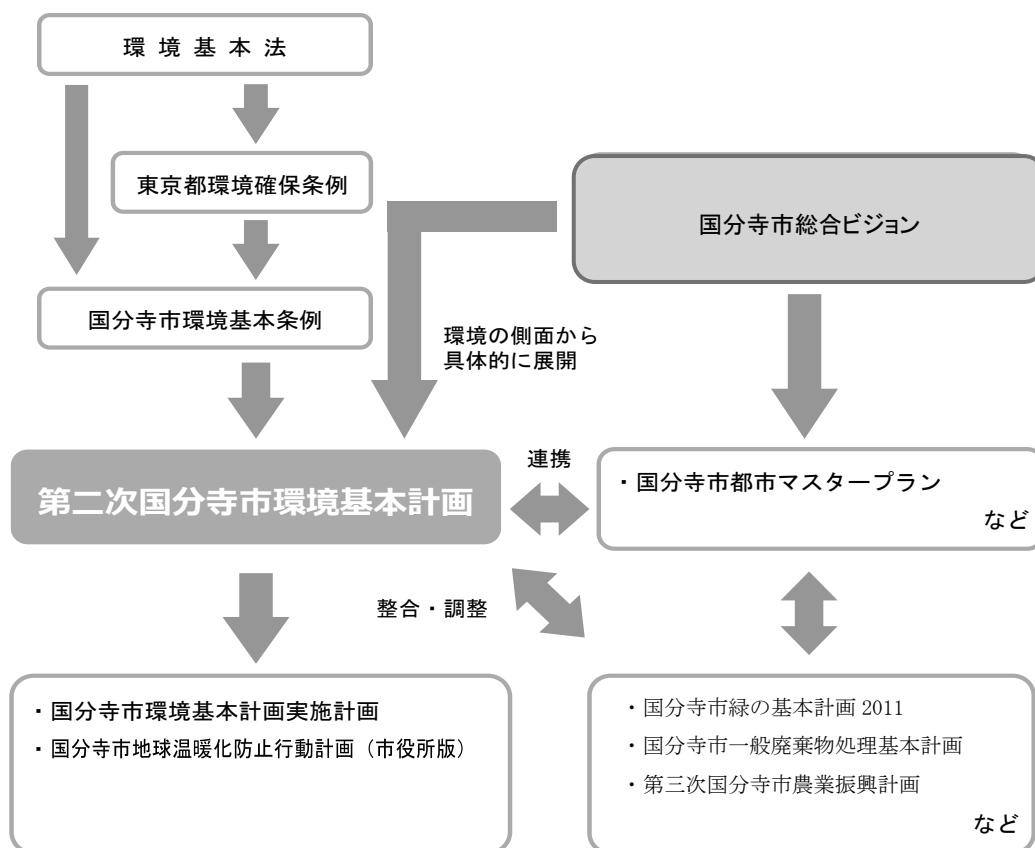 環境基本法
東京都環境確保条例
国分寺市総合ビジョン
国分寺市環境基本条例
環境の側面から
具体的に展開
第二次国分寺市環境基本計画
連携
・国分寺市都市マスタープラン
など
整合・調整
・国分寺市環境基本計画実施計画
・国分寺市地球温暖化防止行動計画（市役所版）
・国分寺市緑の基本計画 2011
・国分寺市一般廃棄物処理基本計画
・第三次国分寺市農業振興計画
など